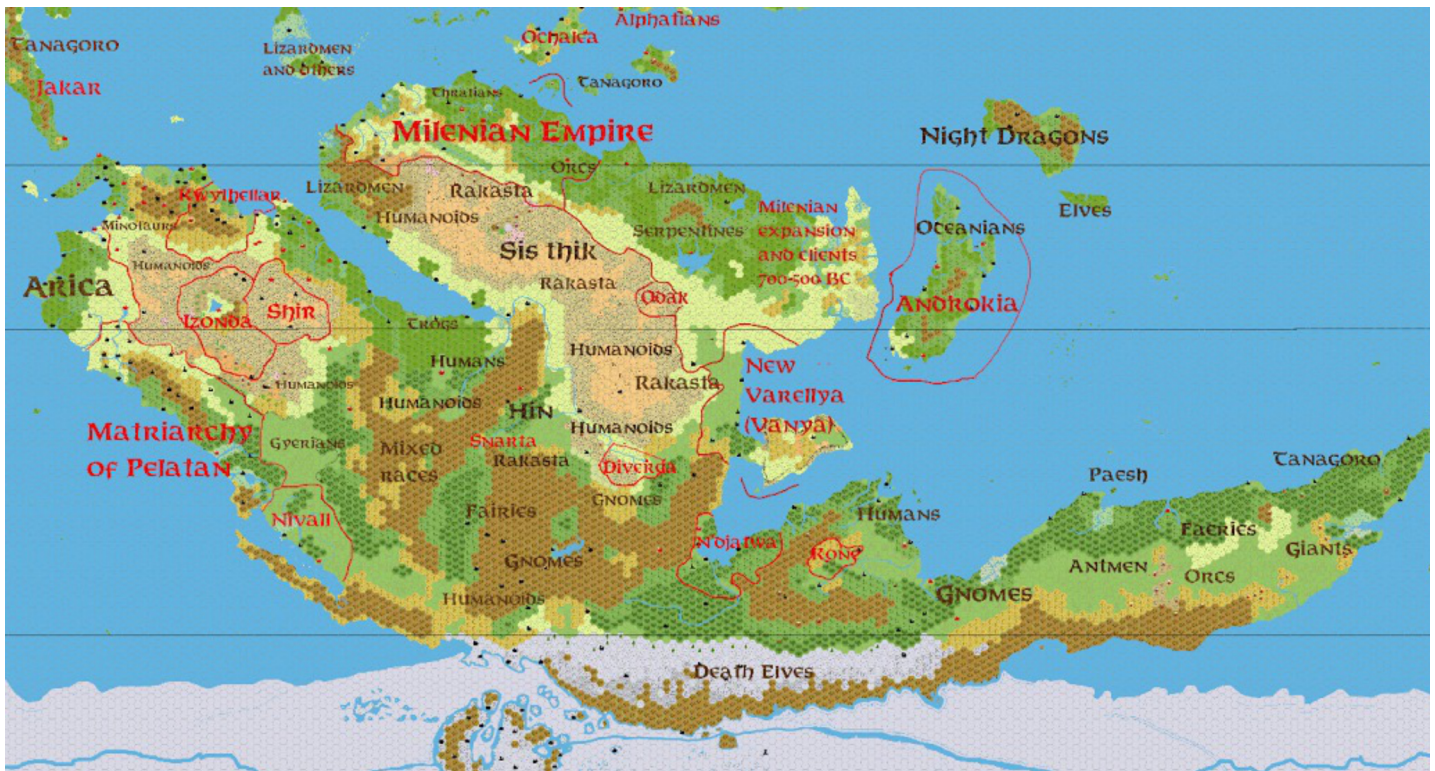 Tanagoro
Jakar
Lizardmen
and others
Ochalea
Alphatians
Tanagoro
Thratians
Milenian Empire
Orcs
Night Dragons
Elves
Lizardmen
Rakasta
Humanoids
Lizardmen
Serpentines
Milenian
expansion
and clients
700-500 BC
Oceanians
Androkia
Kwythellar
Minotaurs
Humanoids
Arica
Izonda
Shir
Sis'thik
Rakasta
Odak
Trogs
Humans
Humanoids
Humanoids
Humanoids
Rakasta
New
Varellya
(Vanya)
Matriarchy
of Pelatan
Gyerians
Mixed
races
Hin
Snarta
Rakasta
Humanoids
Diverda
Gnomes
Nivali
Fairies
Gnomes
Humanoids
N'djatwa
Rone
Humans
Paesh
Tanagoro
Faeries
Giants
Antmen
Orcs
Gnomes
Death Elves